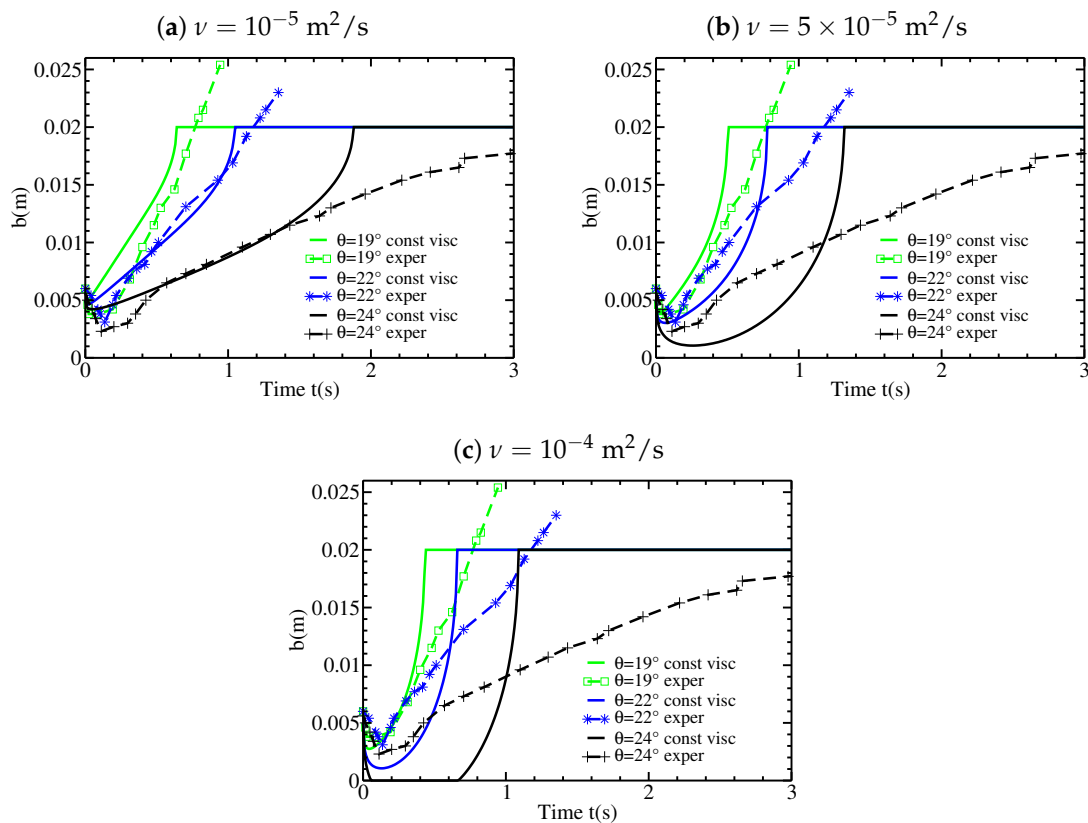 (a) ν = 10⁻⁵ m²/s
0.025
0.02
0.015
0.01
0.005
0
b(m)
θ=19° const visc
θ=19° exper
θ=22° const visc
θ=22° exper
θ=24° const visc
θ=24° exper
0 1 2 3
Time t(s)
(b) ν = 5 × 10⁻⁵ m²/s
0.025
0.02
0.015
0.01
0.005
0
b(m)
θ=19° const visc
θ=19° exper
θ=22° const visc
θ=22° exper
θ=24° const visc
θ=24° exper
0 1 2 3
Time t(s)
(c) ν = 10⁻⁴ m²/s
0.025
0.02
0.015
0.01
0.005
0
b(m)
θ=19° const visc
θ=19° exper
θ=22° const visc
θ=22° exper
θ=24° const visc
θ=24° exper
0 1 2 3
Time t(s)